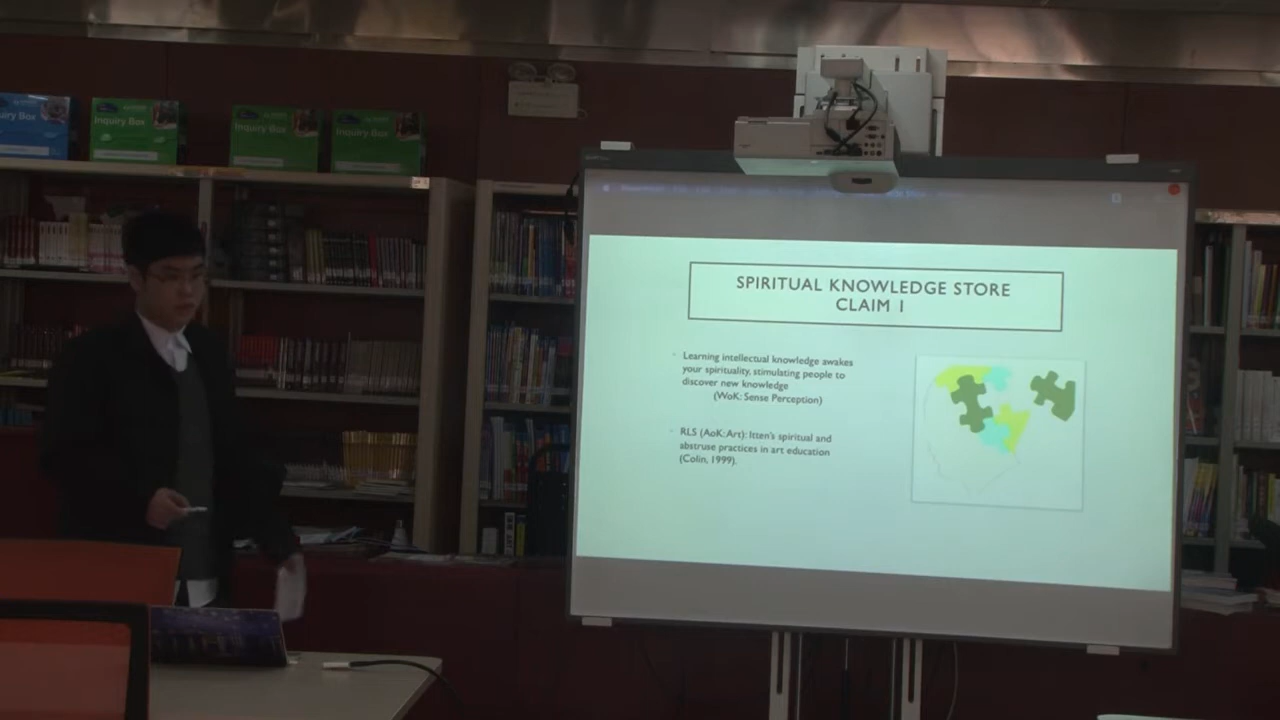 uiry Box
Inquiry Box
Inquiry Box
Inquiry Box
SPIRITUAL KNOWLEDGE STORE
CLAIM 1
Learning intellectual knowledge awakes
your spirituality, stimulating people to
discover new knowledge
(WoK: Sense Perception)
RLS (AoK: Art): Itten's spiritual and
abstruse practices in art education
(Colin, 1999).